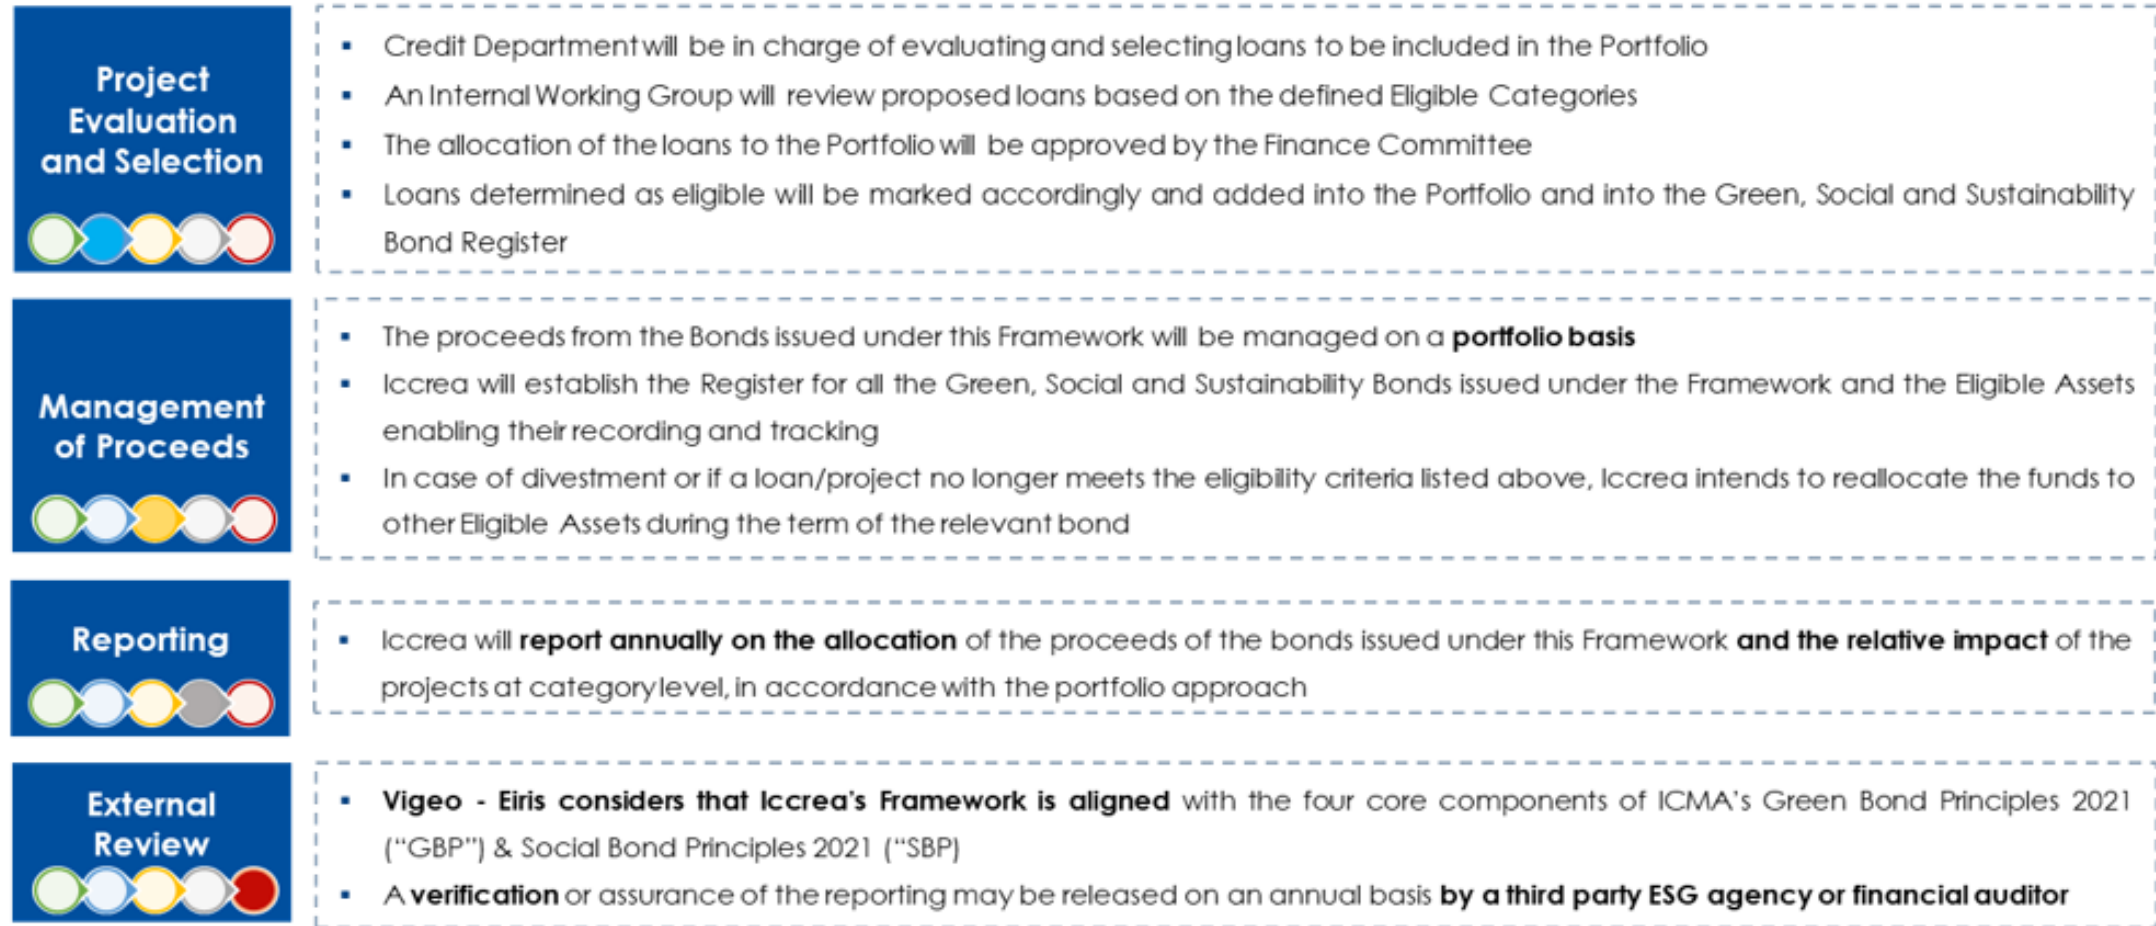 Project
Evaluation
and Selection
▪ Credit Department will be in charge of evaluating and selecting loans to be included in the Portfolio
▪ An Internal Working Group will review proposed loans based on the defined Eligible Categories
▪ The allocation of the loans to the Portfolio will be approved by the Finance Committee
▪ Loans determined as eligible will be marked accordingly and added into the Portfolio and into the Green, Social and Sustainability
Bond Register
Management
of Proceeds
▪ The proceeds from the Bonds issued under this Framework will be managed on a portfolio basis
▪ Iccrea will establish the Register for all the Green, Social and Sustainability Bonds issued under the Framework and the Eligible Assets
enabling their recording and tracking
▪ In case of divestment or if a loan/project no longer meets the eligibility criteria listed above, Iccrea intends to reallocate the funds to
other Eligible Assets during the term of the relevant bond
Reporting
▪ Iccrea will report annually on the allocation of the proceeds of the bonds issued under this Framework and the relative impact of the
projects at category level, in accordance with the portfolio approach
External
Review
▪ Vigeo - Eiris considers that Iccrea's Framework is aligned with the four core components of ICMA's Green Bond Principles 2021
("GBP") & Social Bond Principles 2021 ("SBP)
▪ A verification or assurance of the reporting may be released on an annual basis by a third party ESG agency or financial auditor